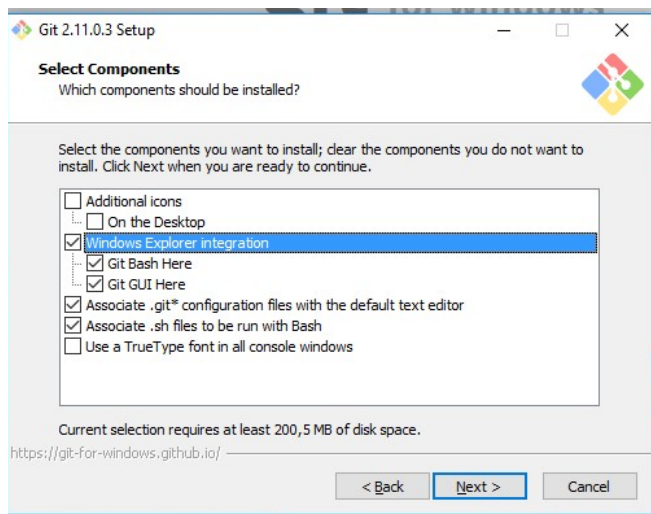 for windows
Git 2.11.0.3 Setup
Select Components
Which components should be installed?
Select the components you want to install; clear the components you do not want to
install. Click Next when you are ready to continue.
Additional icons
On the Desktop
Windows Explorer integration
Git Bash Here
Git GUI Here
Associate .git* configuration files with the default text editor
Associate .sh files to be run with Bash
Use a TrueType font in all console windows
Current selection requires at least 200,5 MB of disk space.
https://git-for-windows.github.io/
< Back Next > Cancel